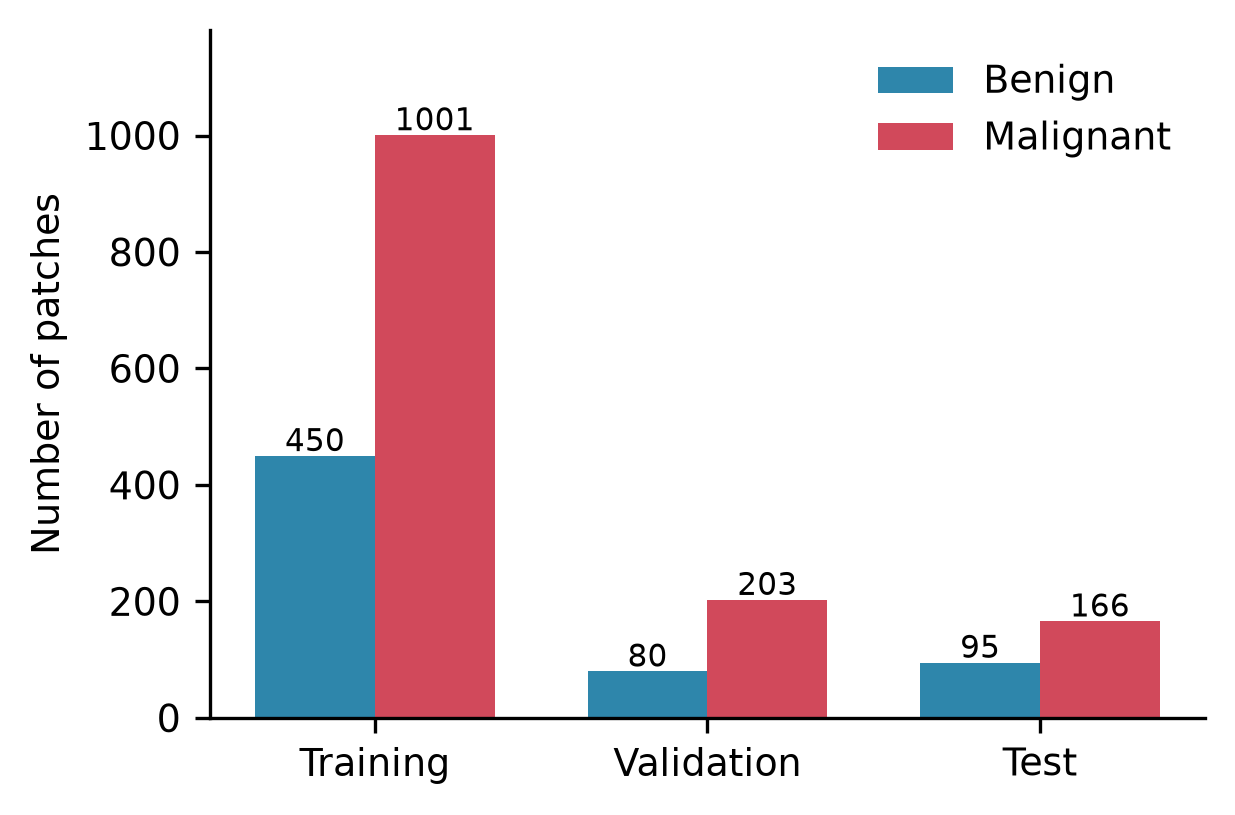 Benign
Malignant
Number of patches
1000
800
600
400
200
0
450
1001
80
203
95
166
Training
Validation
Test